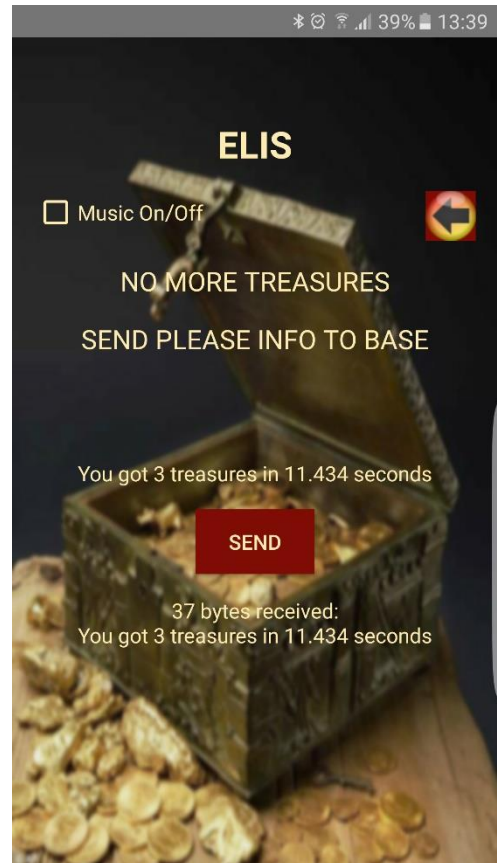 39% 13:39
ELIS
Music On/Off
NO MORE TREASURES
SEND PLEASE INFO TO BASE
You got 3 treasures in 11.434 seconds
SEND
37 bytes received:
You got 3 treasures in 11.434 seconds